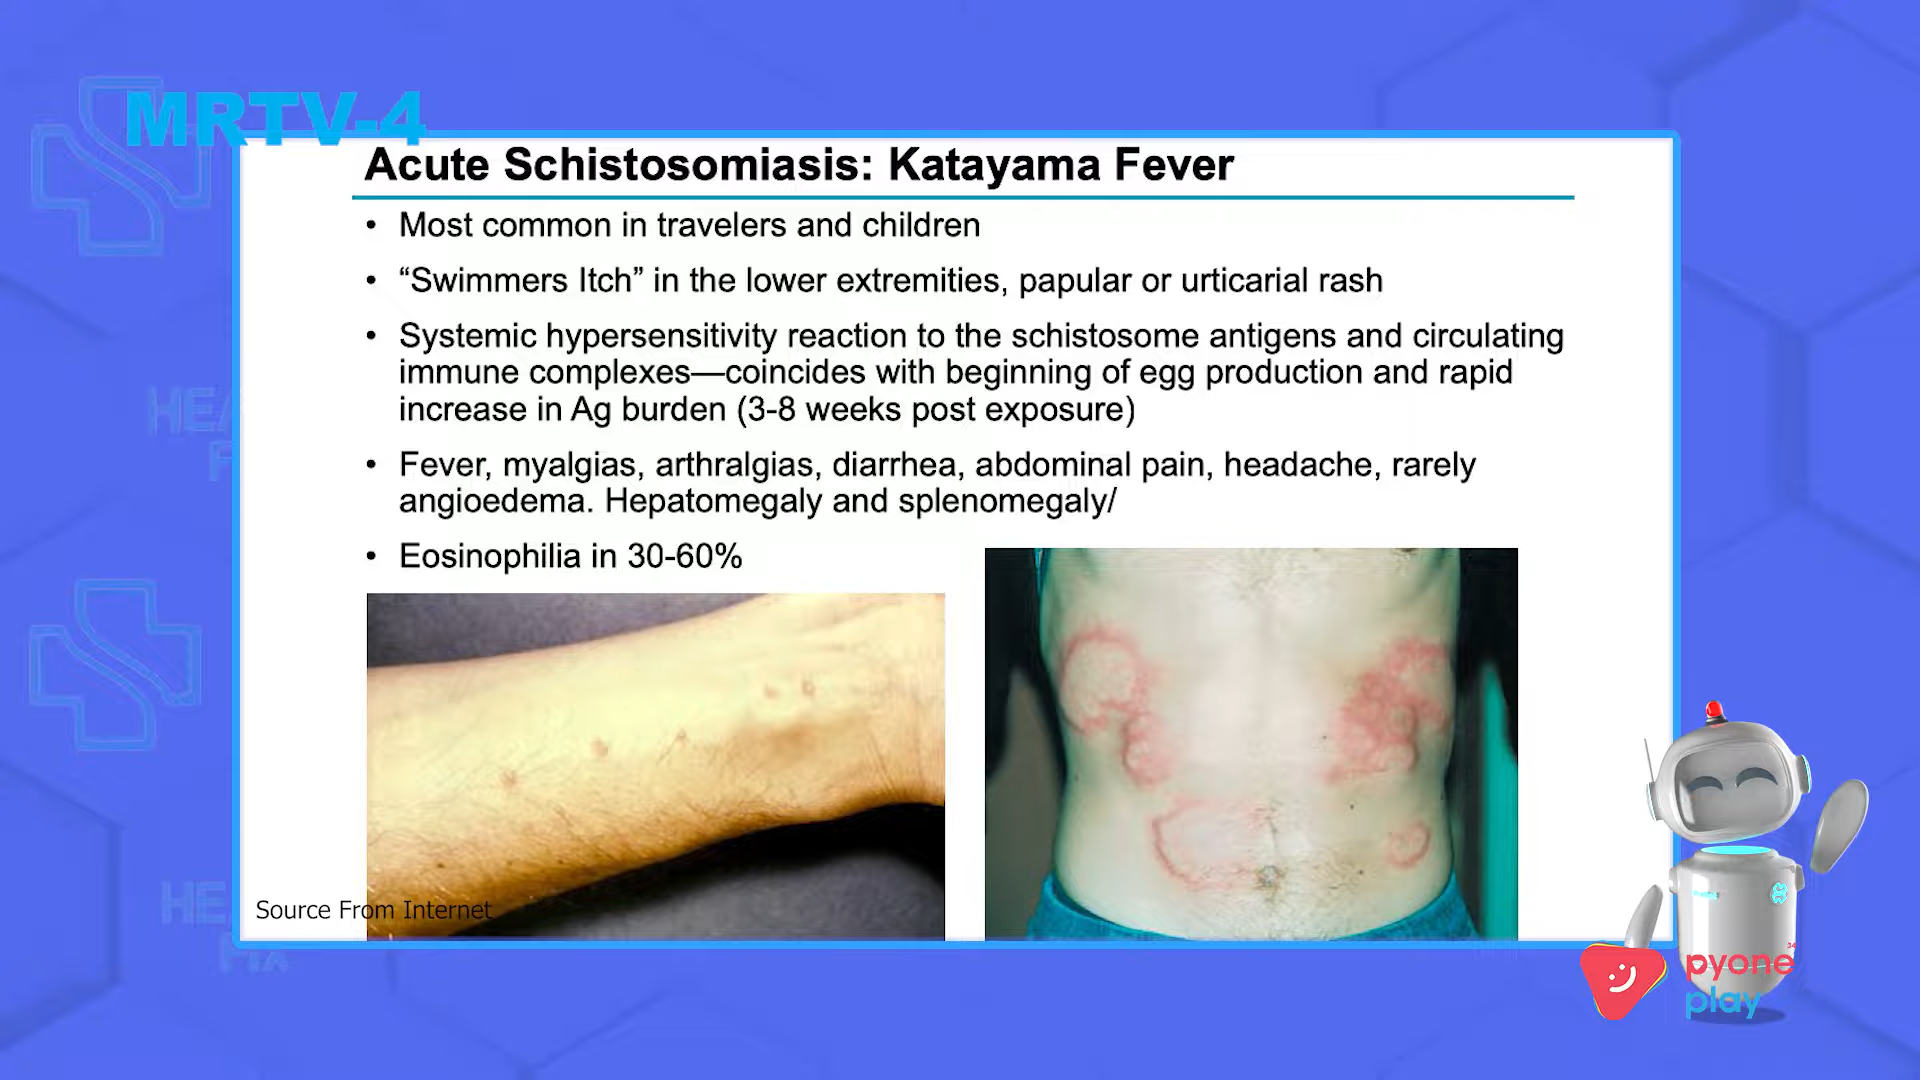 MRTV-4
Acute Schistosomiasis: Katayama Fever
• Most common in travelers and children
• “Swimmers Itch” in the lower extremities, papular or urticarial rash
• Systemic hypersensitivity reaction to the schistosome antigens and circulating
immune complexes—coincides with beginning of egg production and rapid
increase in Ag burden (3-8 weeks post exposure)
• Fever, myalgias, arthralgias, diarrhea, abdominal pain, headache, rarely
angioedema. Hepatomegaly and splenomegaly/
• Eosinophilia in 30-60%
Source From Internet
pyone
play